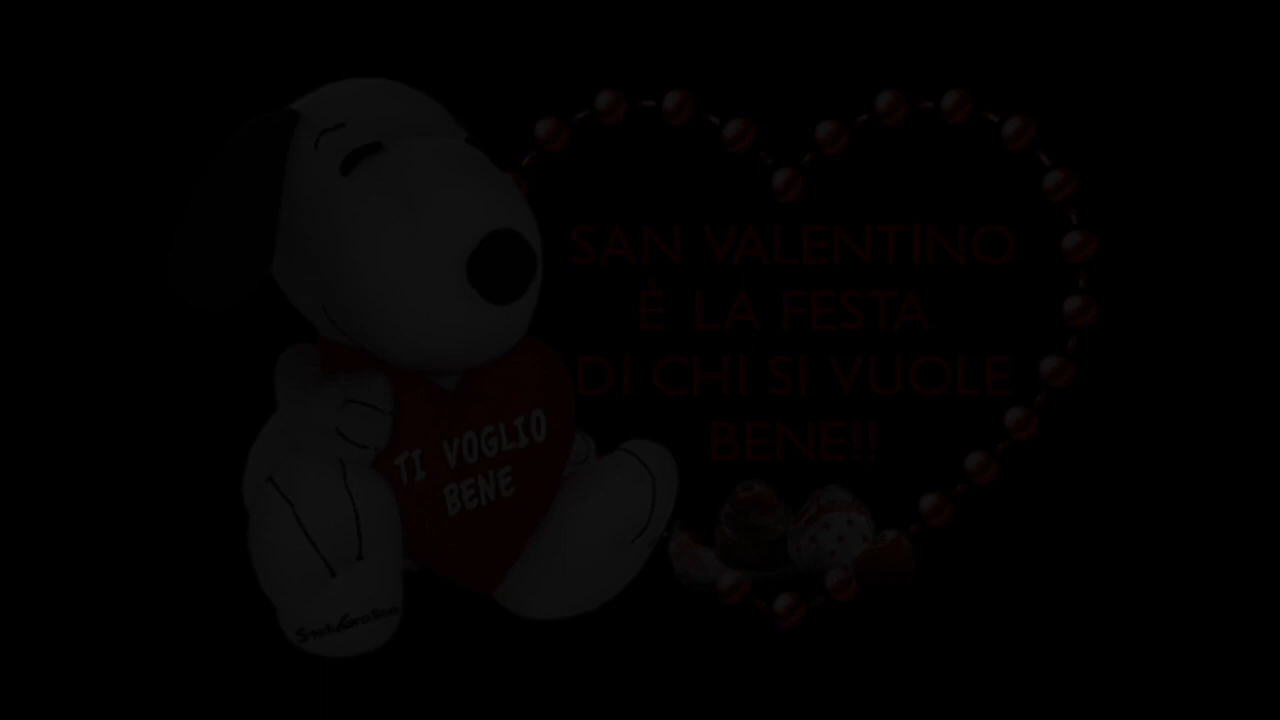 SAN VALENTINO
È LA FESTA
DI CHI SI VUOLE
BENE!!
TI VOGLIO
BENE